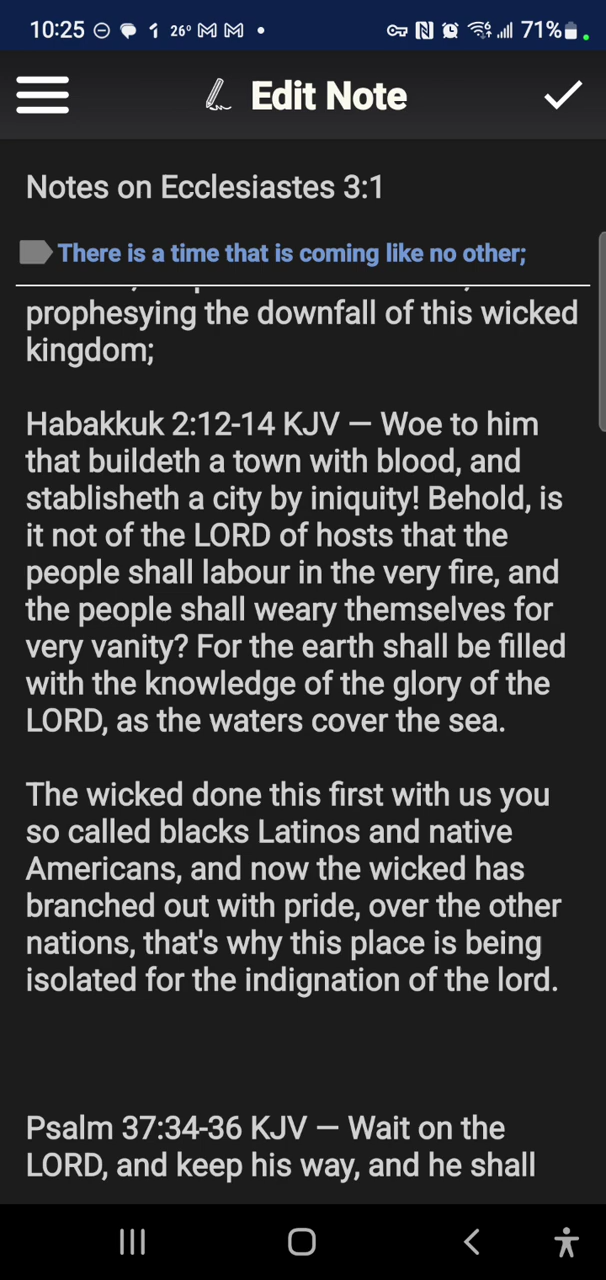 10:25 1 26° 71%
Edit Note
Notes on Ecclesiastes 3:1
There is a time that is coming like no other;
prophesying the downfall of this wicked
kingdom;
Habakkuk 2:12-14 KJV — Woe to him
that buildeth a town with blood, and
stablisheth a city by iniquity! Behold, is
it not of the LORD of hosts that the
people shall labour in the very fire, and
the people shall weary themselves for
very vanity? For the earth shall be filled
with the knowledge of the glory of the
LORD, as the waters cover the sea.
The wicked done this first with us you
so called blacks Latinos and native
Americans, and now the wicked has
branched out with pride, over the other
nations, that's why this place is being
isolated for the indignation of the lord.
Psalm 37:34-36 KJV — Wait on the
LORD, and keep his way, and he shall